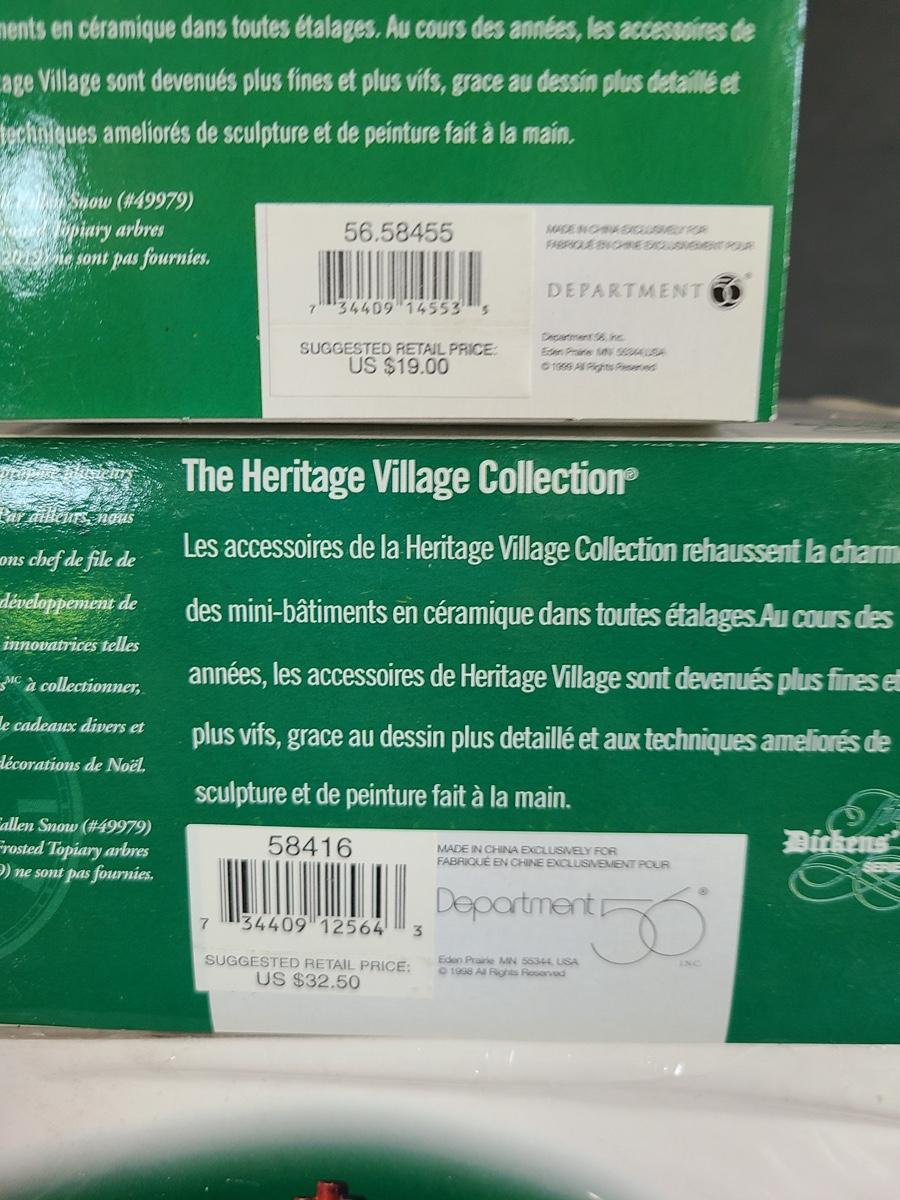 en céramique dans toutes étalages. Au cours des années, les accessoires de
Village sont devenués plus fines et plus vifs, grace au dessin plus detaillé et
techniques ameliorés de sculpture et de peinture fait à la main.
Snow (#49979)
Topiary arbres
ne sont pas fournies.
56.58455
7 34409 14553 5
SUGGESTED RETAIL PRICE:
US $19.00
MADE IN CHINA EXCLUSIVELY FOR
FABRIQUÉ EN CHINE EXCLUSIVEMENT POUR
DEPARTMENT 56®
Department 56, Inc.
Eden Prairie MN 55344 USA
© 1999 All Rights Reserved
Par ailleurs, nous
ons chef de file de
développement de
innovatrices telles
sMC à collectionner,
de cadeaux divers et
décorations de Noël.
Fallen Snow (#49979)
Frosted Topiary arbres
9) ne sont pas fournies.
The Heritage Village Collection®
Les accessoires de la Heritage Village Collection rehaussent la charm
des mini-bâtiments en céramique dans toutes étalages.Au cours des
années, les accessoires de Heritage Village sont devenués plus fines et
plus vifs, grace au dessin plus detaillé et aux techniques ameliorés de
sculpture et de peinture fait à la main.
58416
7 34409 12564 3
SUGGESTED RETAIL PRICE:
US $32.50
MADE IN CHINA EXCLUSIVELY FOR
FABRIQUÉ EN CHINE EXCLUSIVEMENT POUR
Department 56®
INC.
Eden Prairie MN 55344, USA
© 1998 All Rights Reserved
Dickens'